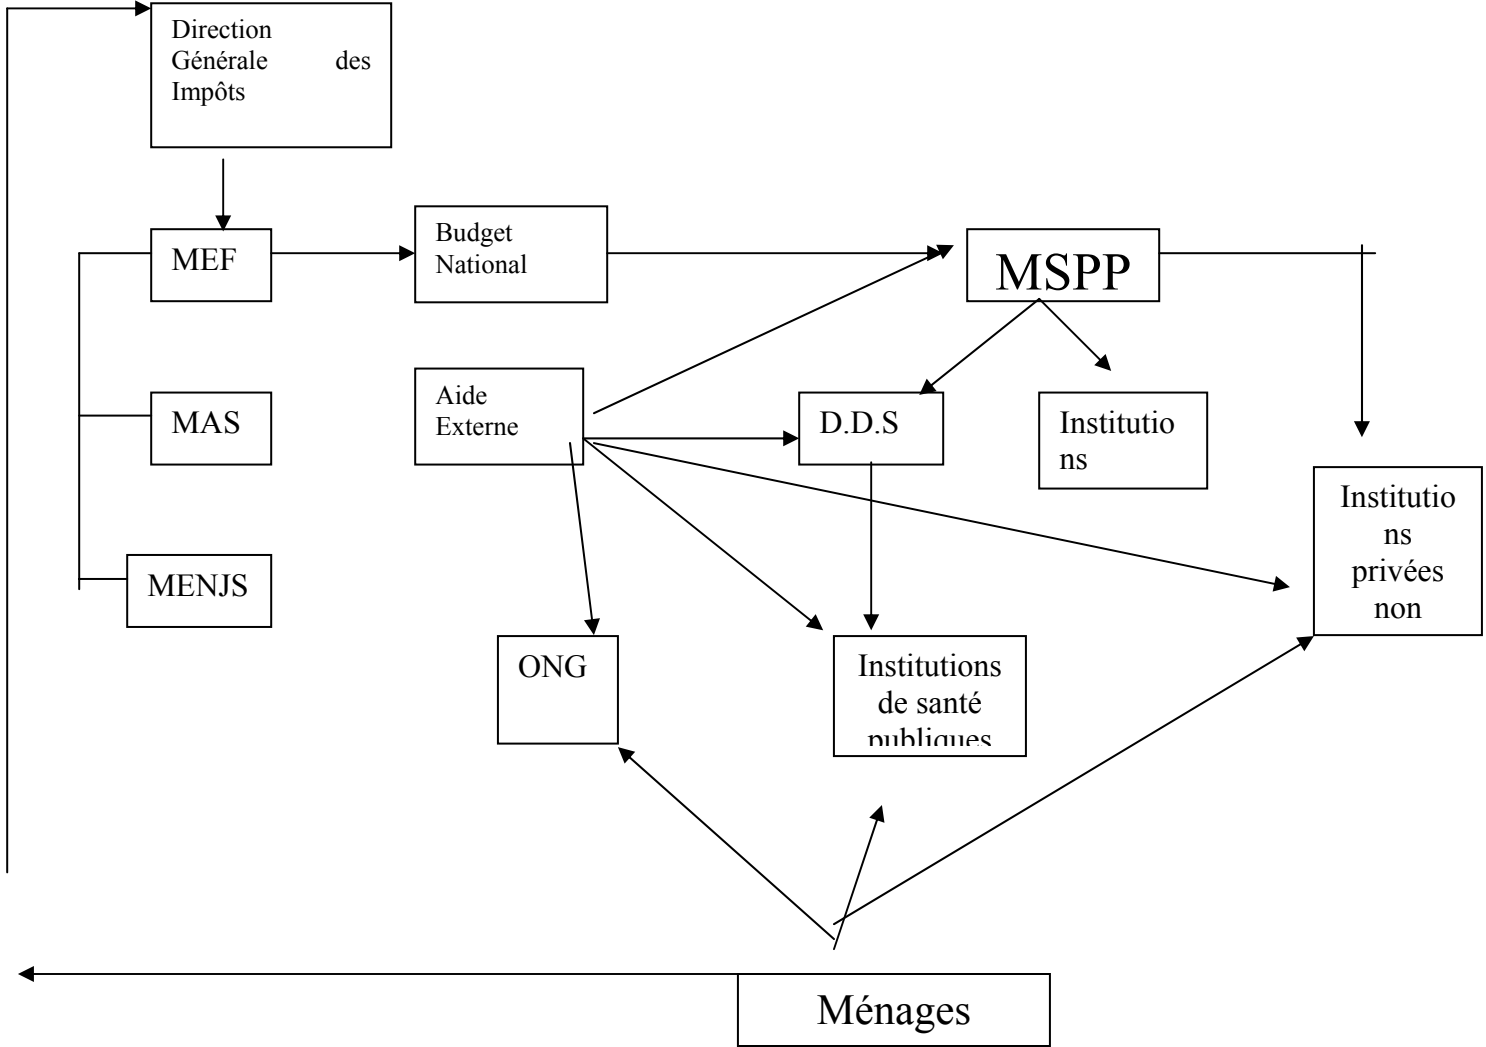 Direction
Générale des
Impôts
MEF
Budget
National
MSPP
Aide
Externe
MAS
D.D.S
Institutio
ns
Institutio
ns
privées
non
MENJS
ONG
Institutions
de santé
publiques
Ménages